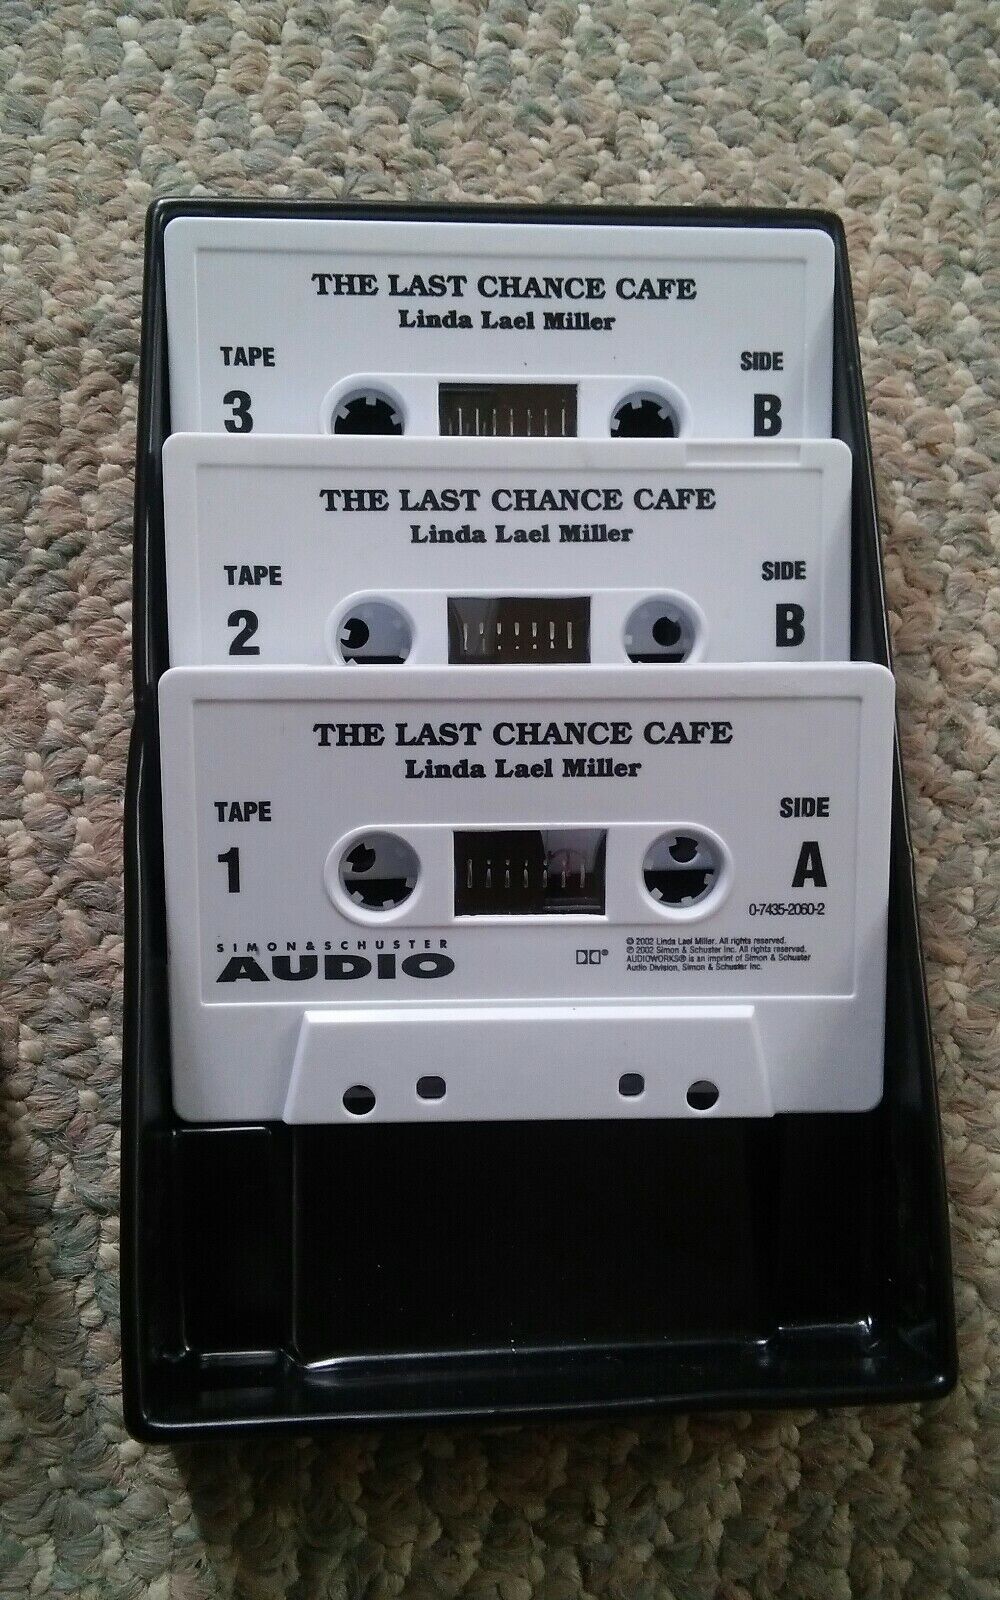 THE LAST CHANCE CAFE
Linda Lael Miller
TAPE
SIDE
3
B
THE LAST CHANCE CAFE
Linda Lael Miller
TAPE
SIDE
2
B
THE LAST CHANCE CAFE
Linda Lael Miller
TAPE
SIDE
1
A
0-7435-2060-2
SIMON & SCHUSTER
AUDIO
© 2002 Linda Lael Miller. All rights reserved.
℗ 2002 Simon & Schuster Inc. All rights reserved.
AUDIOWORKS® is an imprint of Simon & Schuster
Audio Division, Simon & Schuster Inc.